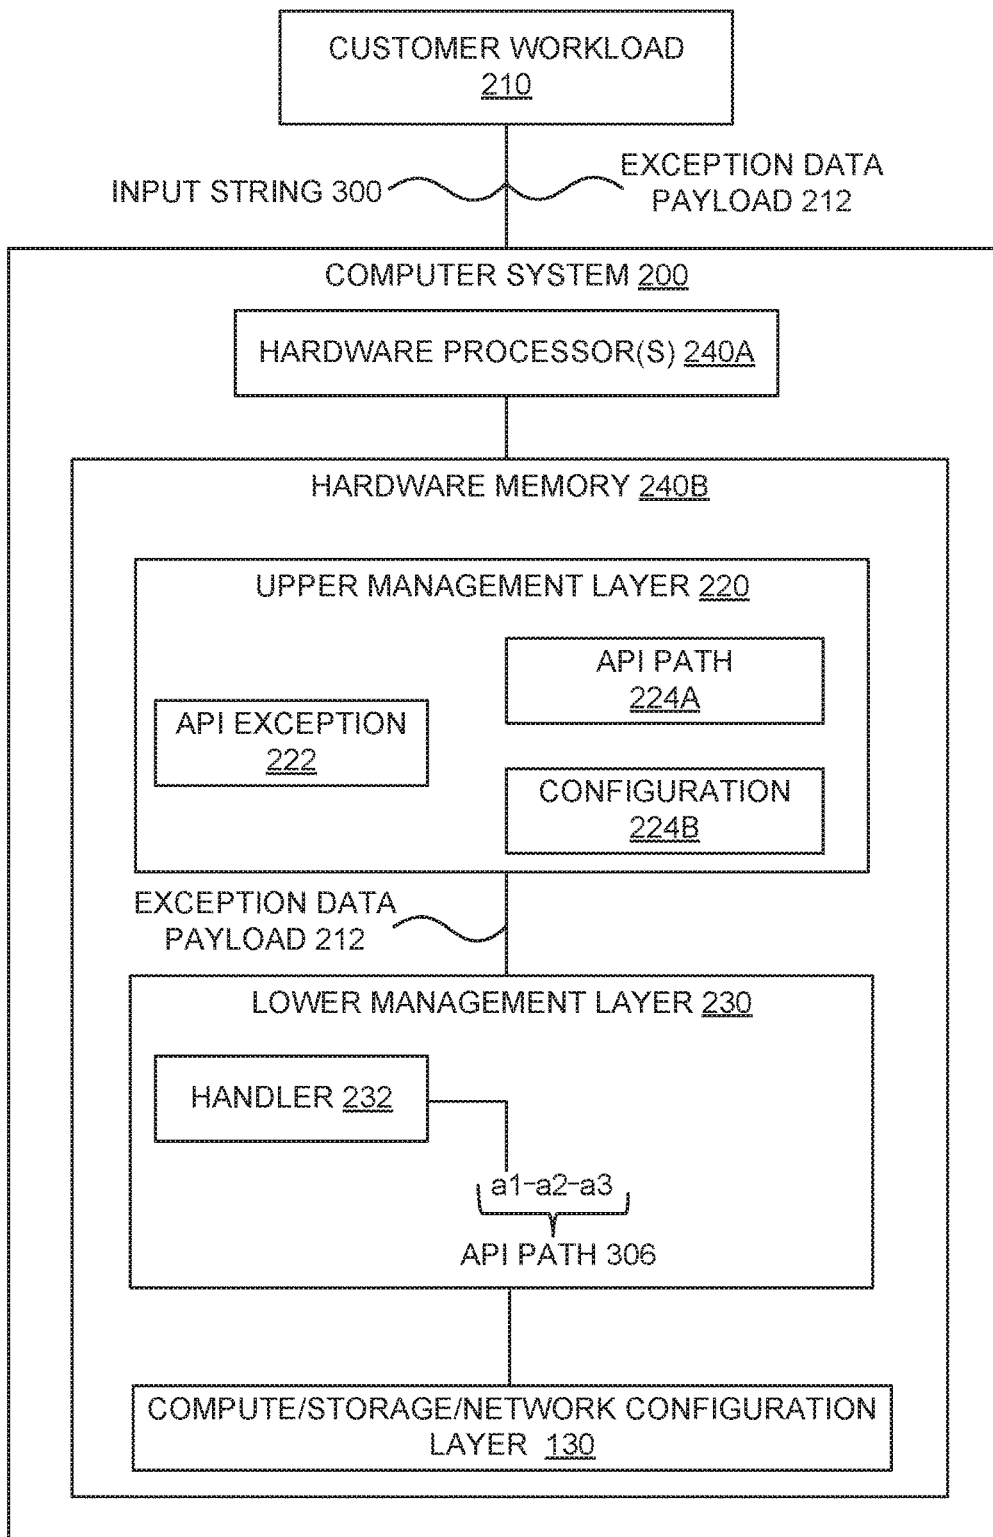 CUSTOMER WORKLOAD
210
INPUT STRING 300
EXCEPTION DATA
PAYLOAD 212
COMPUTER SYSTEM 200
HARDWARE PROCESSOR(S) 240A
HARDWARE MEMORY 240B
UPPER MANAGEMENT LAYER 220
API PATH
224A
API EXCEPTION
222
CONFIGURATION
224B
EXCEPTION DATA
PAYLOAD 212
LOWER MANAGEMENT LAYER 230
HANDLER 232
a1-a2-a3
API PATH 306
COMPUTE/STORAGE/NETWORK CONFIGURATION
LAYER 130